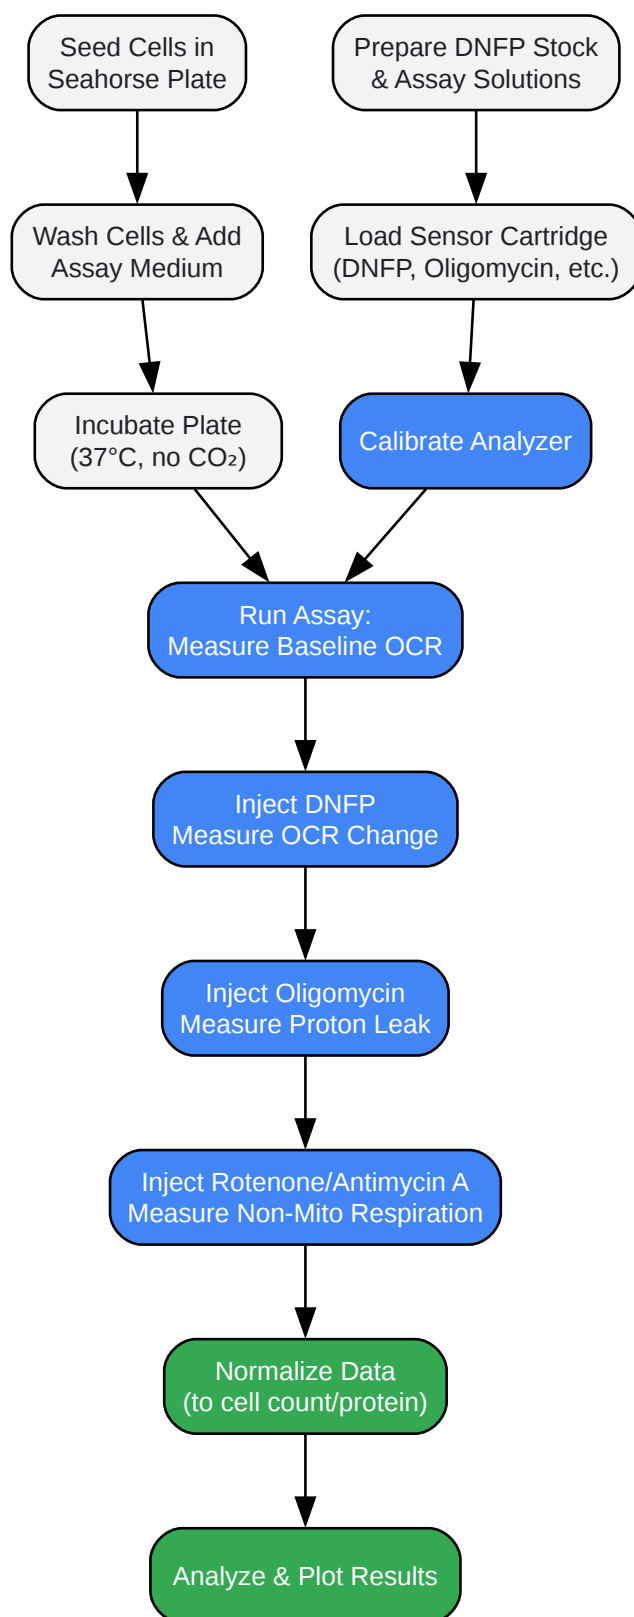 Seed Cells in
Seahorse Plate
Prepare DNFP Stock
& Assay Solutions
Wash Cells & Add
Assay Medium
Load Sensor Cartridge
(DNFP, Oligomycin, etc.)
Incubate Plate
(37°C, no CO₂)
Calibrate Analyzer
Run Assay:
Measure Baseline OCR
Inject DNFP
Measure OCR Change
Inject Oligomycin
Measure Proton Leak
Inject Rotenone/Antimycin A
Measure Non-Mito Respiration
Normalize Data
(to cell count/protein)
Analyze & Plot Results